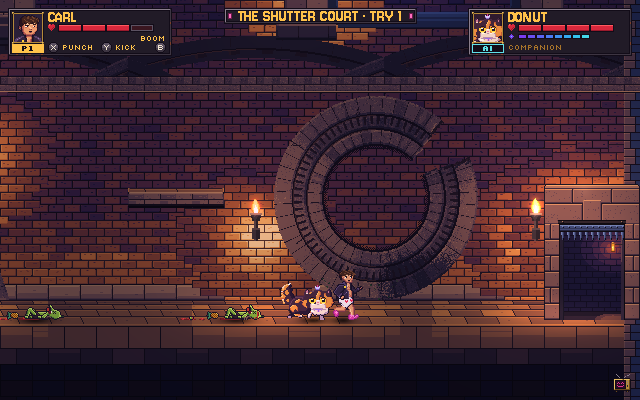 CARL
P1
X PUNCH Y KICK BOOM B
THE SHUTTER COURT · TRY 1
DONUT
AI
COMPANION